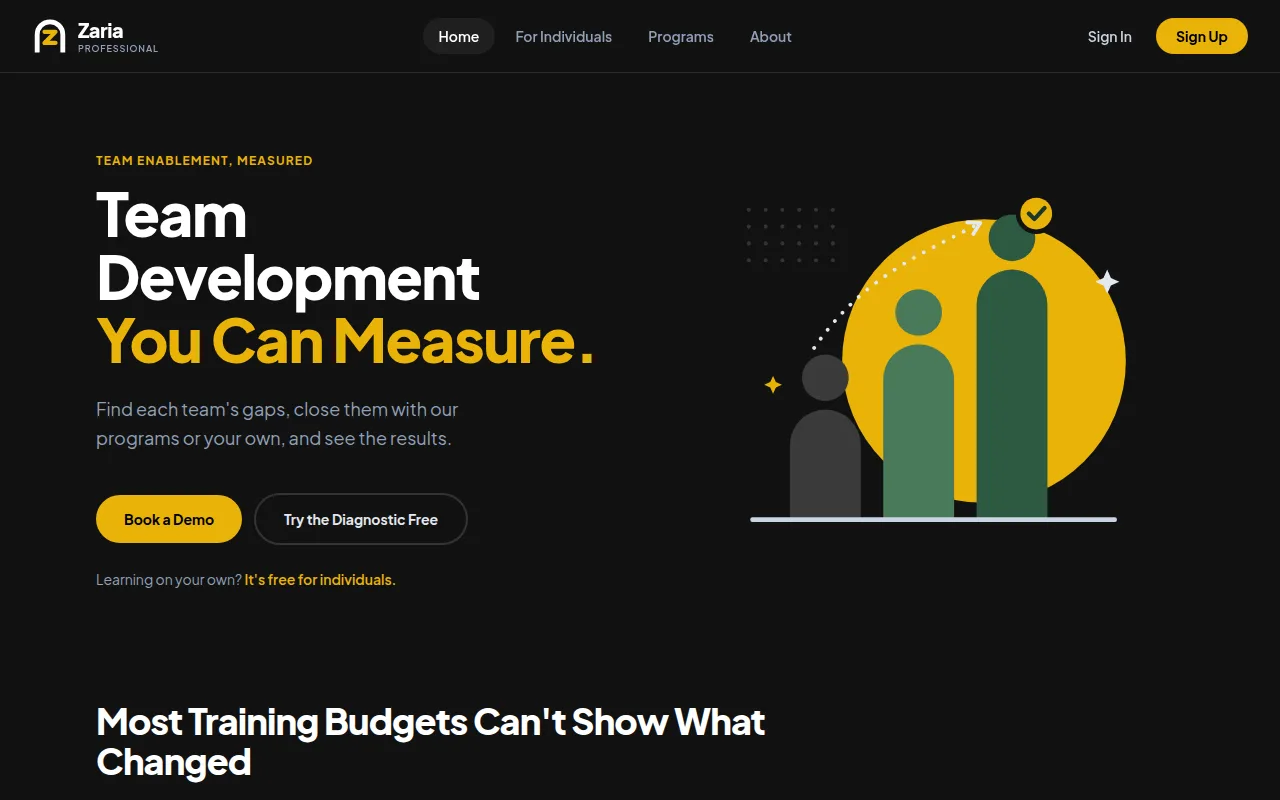 Zaria
PROFESSIONAL
Home
For Individuals
Programs
About
Sign In
Sign Up
TEAM ENABLEMENT, MEASURED
Team
Development
You Can Measure.
Find each team's gaps, close them with our
programs or your own, and see the results.
Book a Demo
Try the Diagnostic Free
Learning on your own? It's free for individuals.
Most Training Budgets Can't Show What
Changed